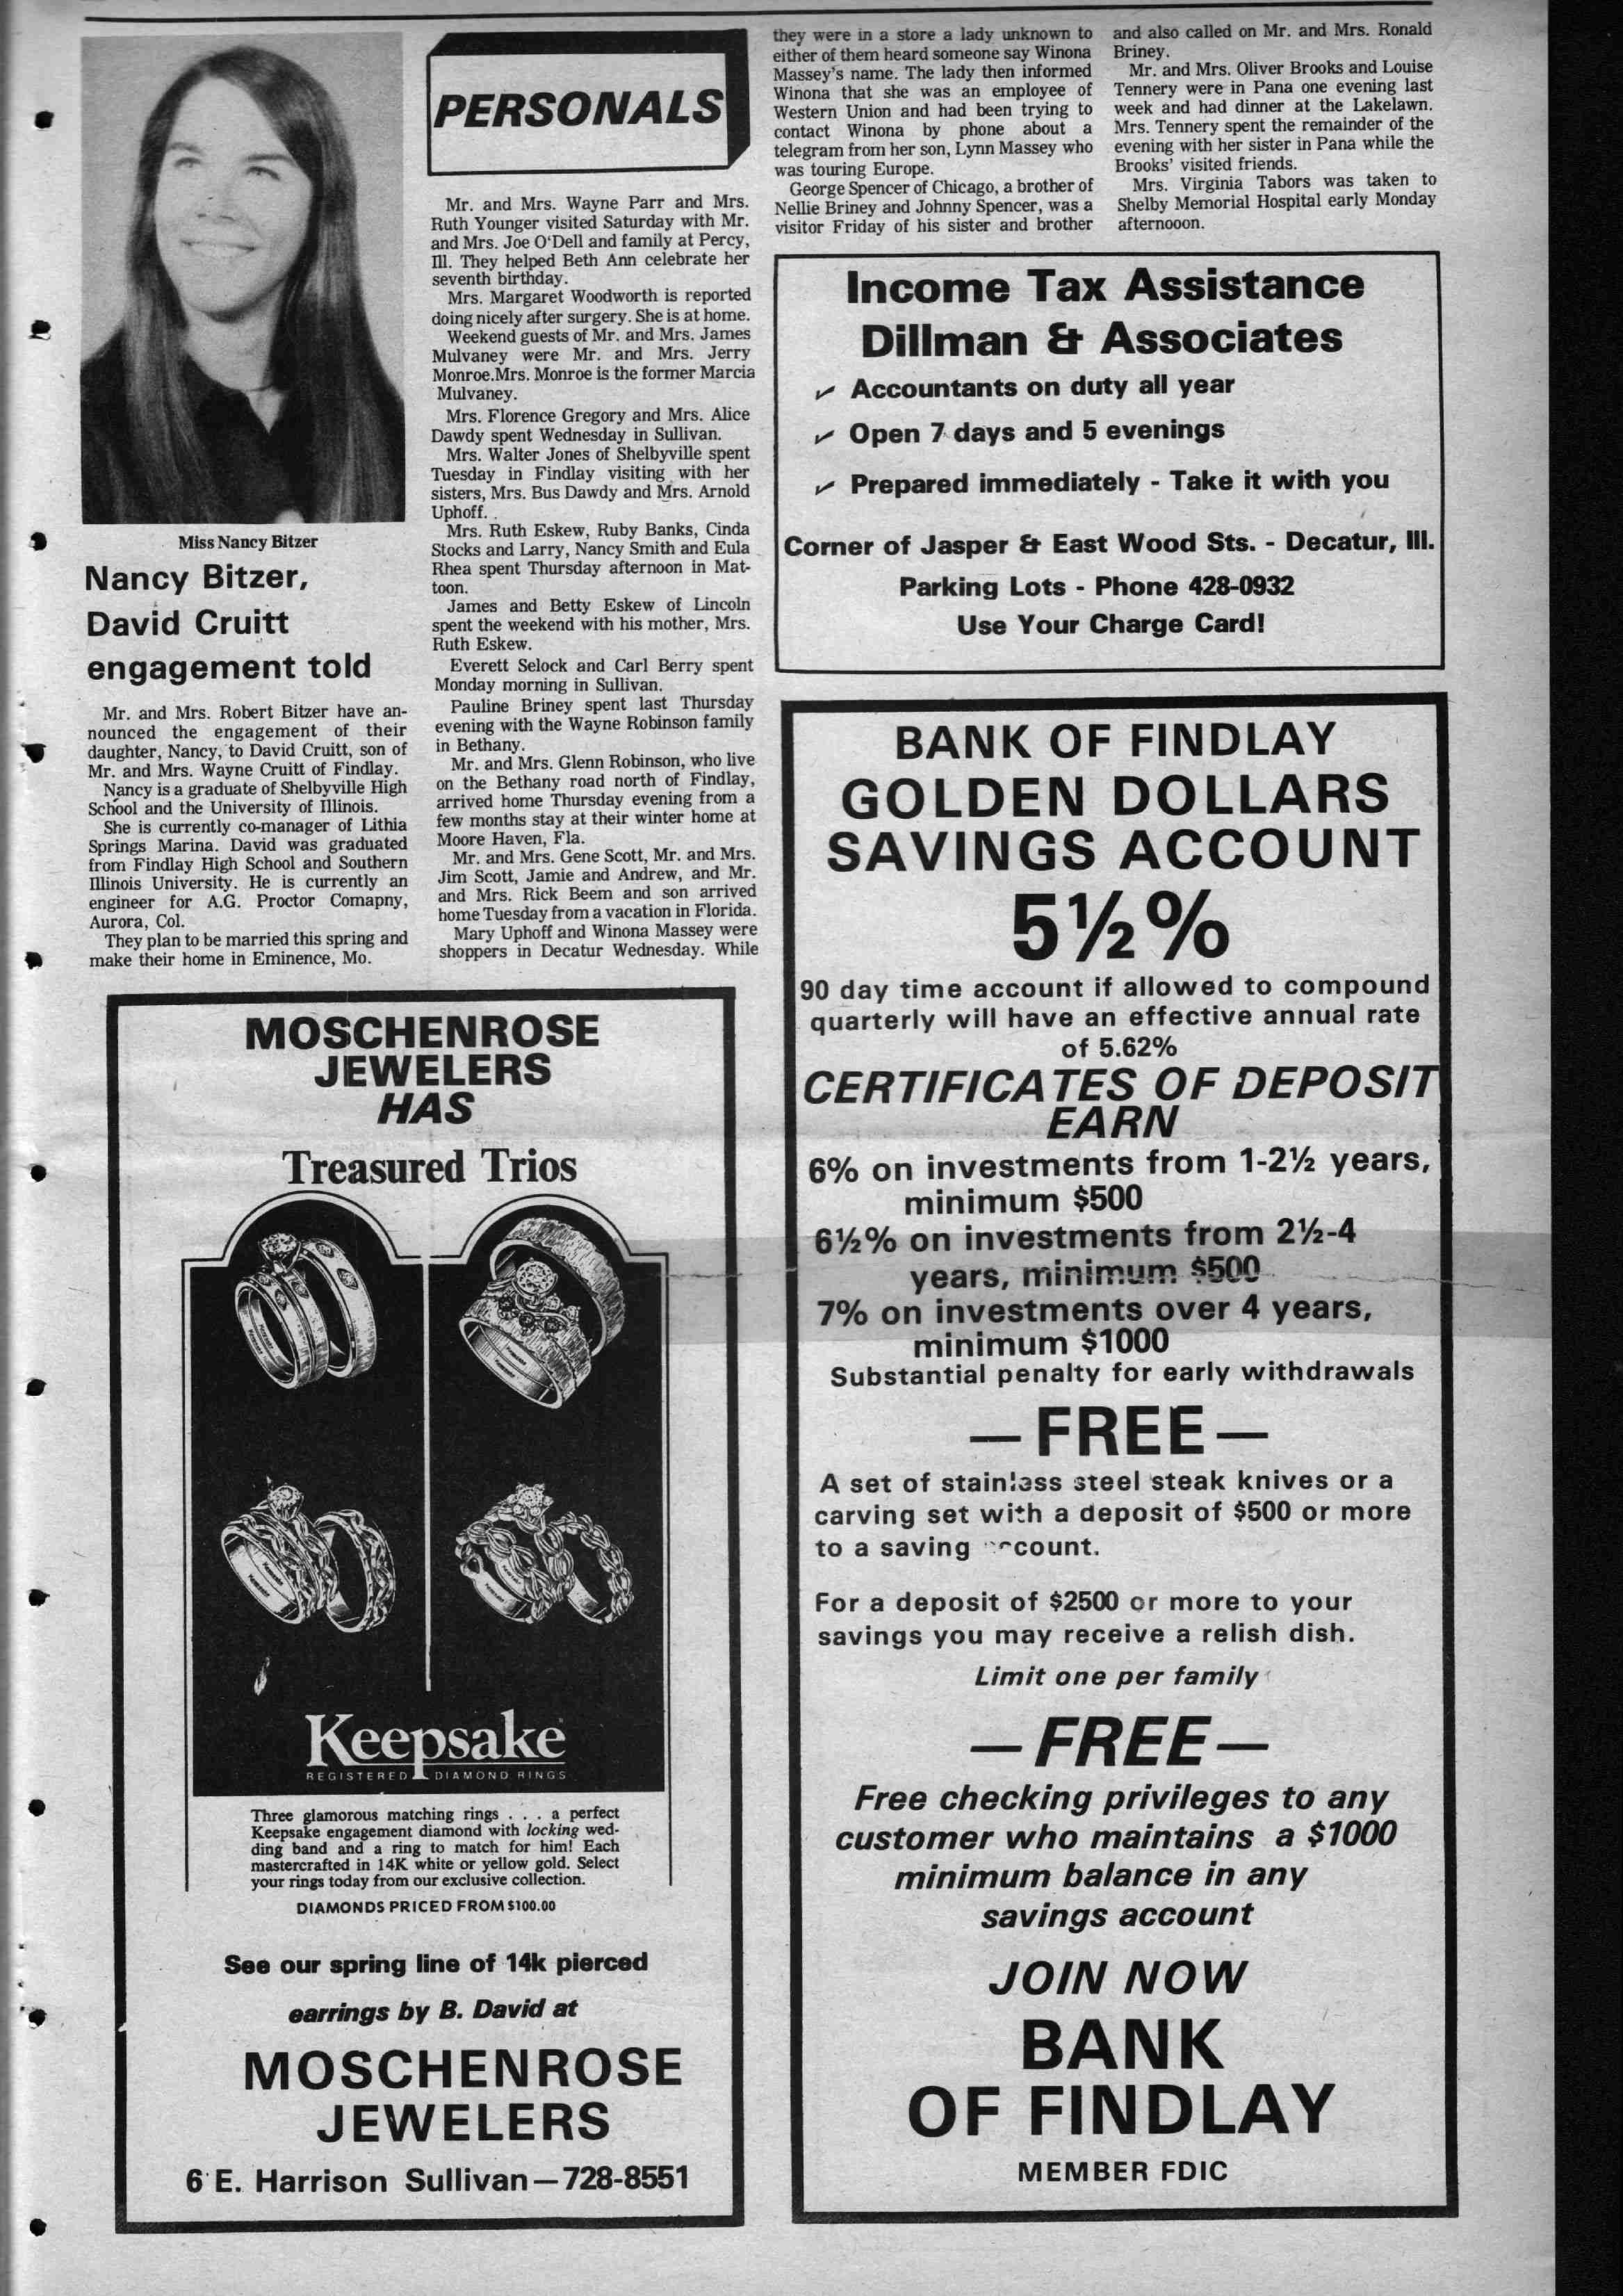 Miss Nancy Bitzer
Nancy Bitzer,
David Cruitt
engagement told
Mr. and Mrs. Robert Bitzer have an-
nounced the engagement of their
daughter, Nancy, to David Cruitt, son of
Mr. and Mrs. Wayne Cruitt of Findlay.
Nancy is a graduate of Shelbyville High
School and the University of Illinois.
She is currently co-manager of Lithia
Springs Marina. David was graduated
from Findlay High School and Southern
Illinois University. He is currently an
engineer for A.G. Proctor Comapny,
Aurora, Col.
They plan to be married this spring and
make their home in Eminence, Mo.
PERSONALS
Mr. and Mrs. Wayne Parr and Mrs.
Ruth Younger visited Saturday with Mr.
and Mrs. Joe O'Dell and family at Percy,
Ill. They helped Beth Ann celebrate her
seventh birthday.
Mrs. Margaret Woodworth is reported
doing nicely after surgery. She is at home.
Weekend guests of Mr. and Mrs. James
Mulvaney were Mr. and Mrs. Jerry
Monroe.Mrs. Monroe is the former Marcia
Mulvaney.
Mrs. Florence Gregory and Mrs. Alice
Dawdy spent Wednesday in Sullivan.
Mrs. Walter Jones of Shelbyville spent
Tuesday in Findlay visiting with her
sisters, Mrs. Bus Dawdy and Mrs. Arnold
Uphoff.
Mrs. Ruth Eskew, Ruby Banks, Cinda
Stocks and Larry, Nancy Smith and Eula
Rhea spent Thursday afternoon in Mat-
toon.
James and Betty Eskew of Lincoln
spent the weekend with his mother, Mrs.
Ruth Eskew.
Everett Selock and Carl Berry spent
Monday morning in Sullivan.
Pauline Briney spent last Thursday
evening with the Wayne Robinson family
in Bethany.
Mr. and Mrs. Glenn Robinson, who live
on the Bethany road north of Findlay,
arrived home Thursday evening from a
few months stay at their winter home at
Moore Haven, Fla.
Mr. and Mrs. Gene Scott, Mr. and Mrs.
Jim Scott, Jamie and Andrew, and Mr.
and Mrs. Rick Beem and son arrived
home Tuesday from a vacation in Florida.
Mary Uphoff and Winona Massey were
shoppers in Decatur Wednesday. While
they were in a store a lady unknown to
either of them heard someone say Winona
Massey's name. The lady then informed
Winona that she was an employee of
Western Union and had been trying to
contact Winona by phone about a
telegram from her son, Lynn Massey who
was touring Europe.
George Spencer of Chicago, a brother of
Nellie Briney and Johnny Spencer, was a
visitor Friday of his sister and brother
and also called on Mr. and Mrs. Ronald
Briney.
Mr. and Mrs. Oliver Brooks and Louise
Tennery were in Pana one evening last
week and had dinner at the Lakelawn.
Mrs. Tennery spent the remainder of the
evening with her sister in Pana while the
Brooks' visited friends.
Mrs. Virginia Tabors was taken to
Shelby Memorial Hospital early Monday
afternooon.
Income Tax Assistance
Dillman & Associates
✓ Accountants on duty all year
✓ Open 7 days and 5 evenings
✓ Prepared immediately - Take it with you
Corner of Jasper & East Wood Sts. - Decatur, Ill.
Parking Lots - Phone 428-0932
Use Your Charge Card!
MOSCHENROSE
JEWELERS
HAS
Treasured Trios
Keepsake
REGISTERED DIAMOND RINGS
Three glamorous matching rings . . . a perfect
Keepsake engagement diamond with locking wed-
ding band and a ring to match for him! Each
mastercrafted in 14K white or yellow gold. Select
your rings today from our exclusive collection.
DIAMONDS PRICED FROM $100.00
See our spring line of 14k pierced
earrings by B. David at
MOSCHENROSE
JEWELERS
6 E. Harrison Sullivan — 728-8551
BANK OF FINDLAY
GOLDEN DOLLARS
SAVINGS ACCOUNT
5½%
90 day time account if allowed to compound
quarterly will have an effective annual rate
of 5.62%
CERTIFICATES OF DEPOSIT
EARN
6% on investments from 1-2½ years,
minimum $500
6½% on investments from 2½-4
years, minimum $500
7% on investments over 4 years,
minimum $1000
Substantial penalty for early withdrawals
— FREE —
A set of stainless steel steak knives or a
carving set with a deposit of $500 or more
to a saving
For a deposit of $2500 or more to your
savings you may receive a relish dish.
Limit one per family
— FREE —
Free checking privileges to any
customer who maintains a $1000
minimum balance in any
savings account
JOIN NOW
BANK
OF FINDLAY
MEMBER FDIC